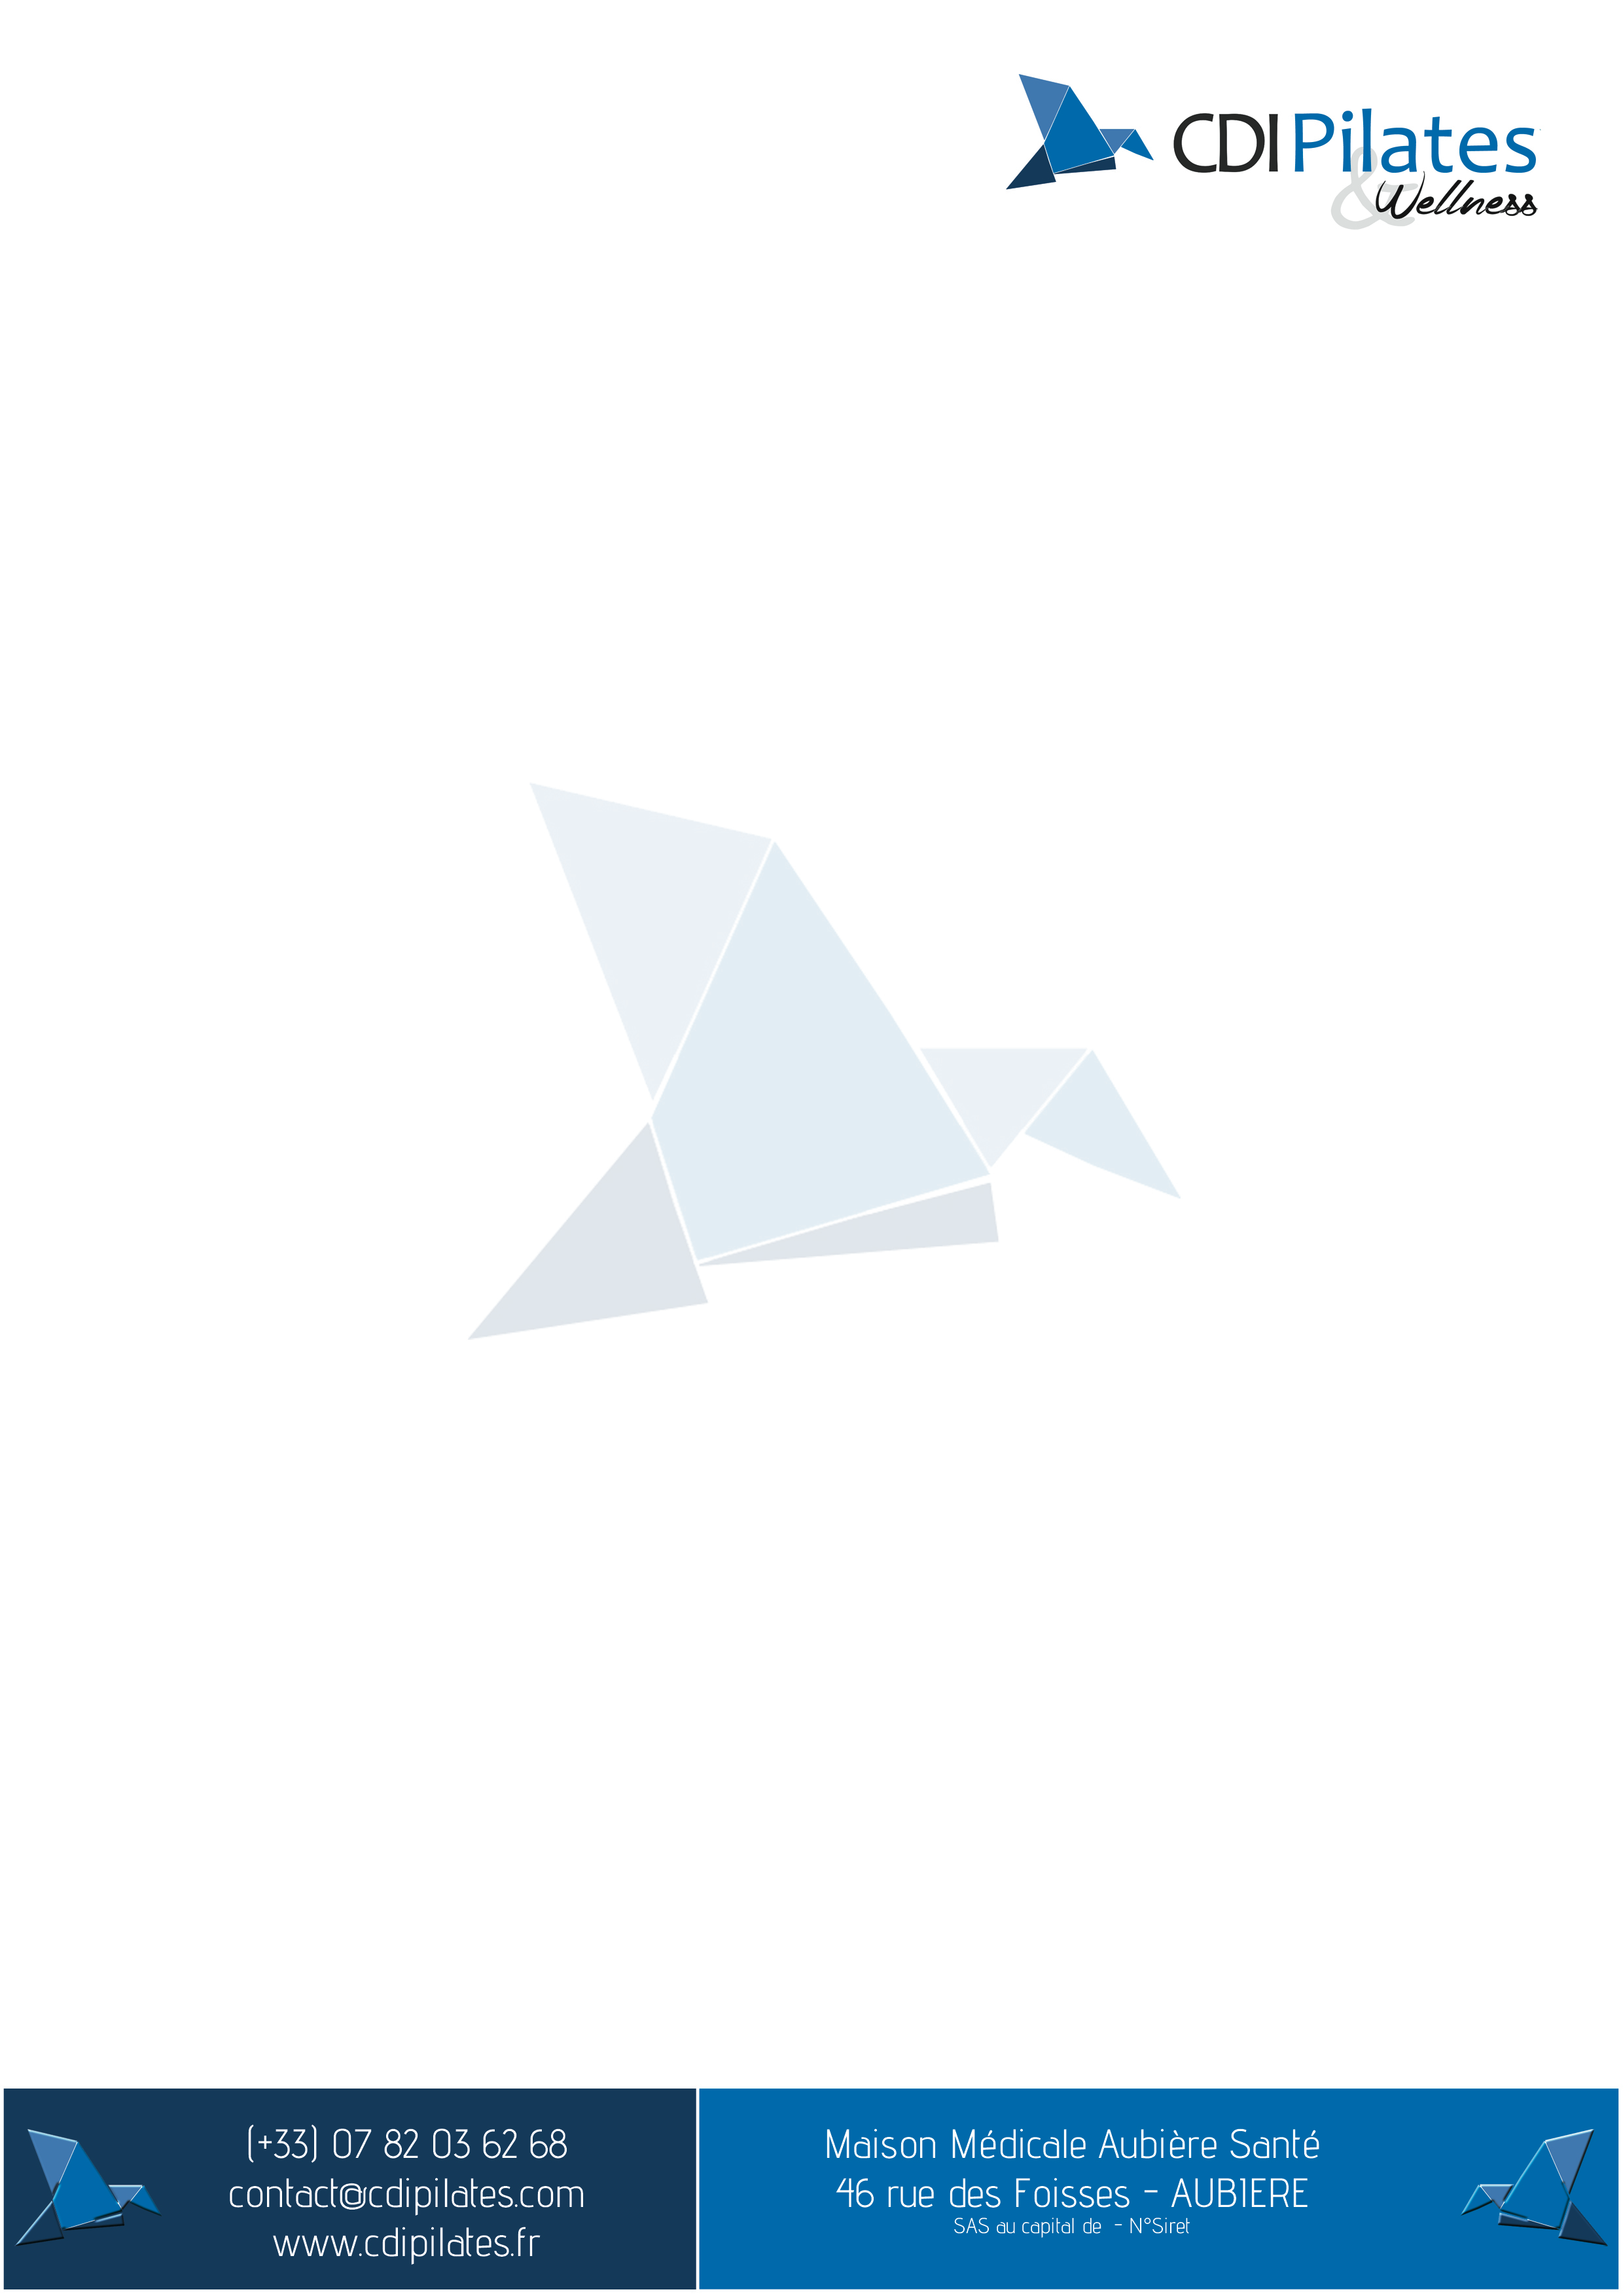 CDI Pilates
& Wellness
(+33) 07 82 03 62 68
contact@cdipilates.com
www.cdipilates.fr
Maison Médicale Aubière Santé
46 rue des Foisses - AUBIERE
SAS au capital de - N°Siret